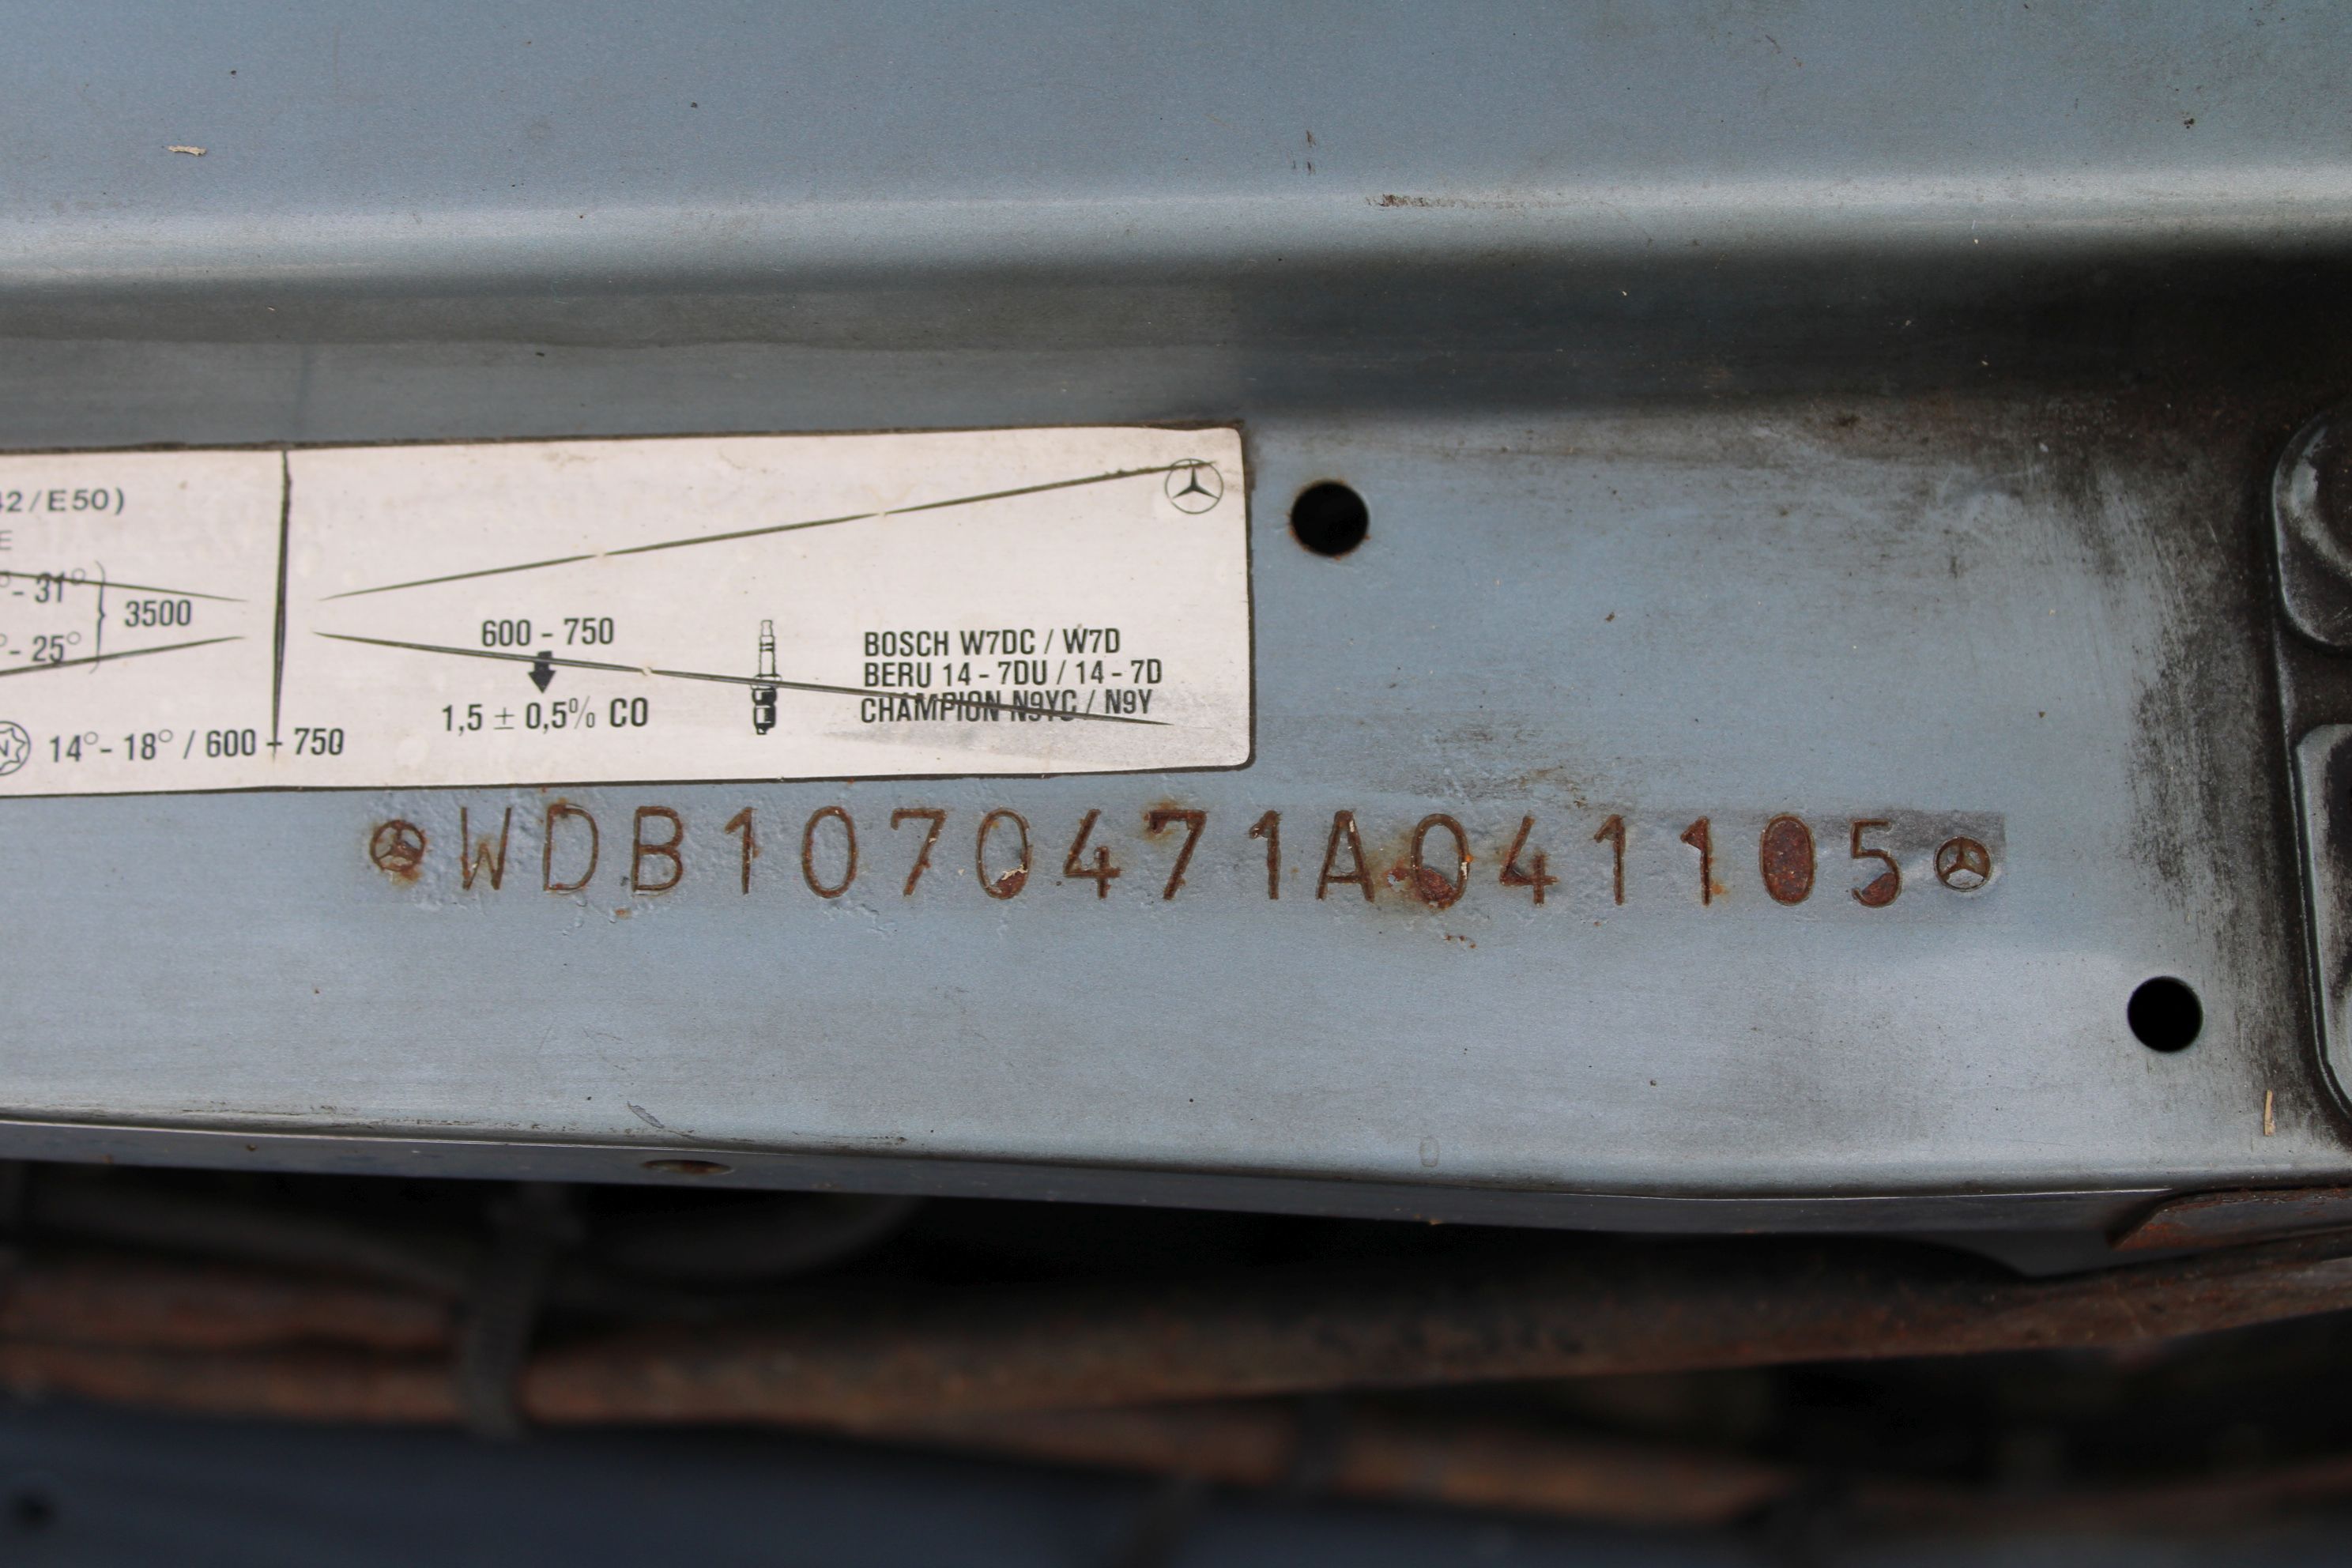 42/E50)
E
°- 31°
3500
°- 25°
N 14°- 18° / 600 - 750
600 - 750
1,5 ± 0,5% CO
BOSCH W7DC / W7D
BERU 14 - 7DU / 14 - 7D
CHAMPION N9YC / N9Y
WDB1070471A041105